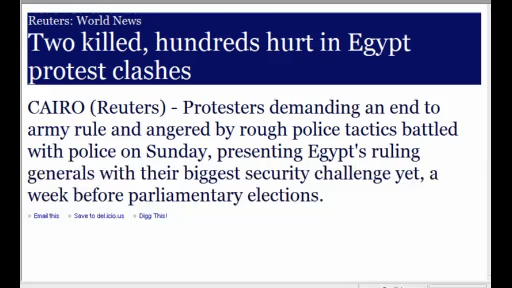 Reuters: World News
Two killed, hundreds hurt in Egypt
protest clashes
CAIRO (Reuters) - Protesters demanding an end to
army rule and angered by rough police tactics battled
with police on Sunday, presenting Egypt's ruling
generals with their biggest security challenge yet, a
week before parliamentary elections.
Email this Save to del.icio.us Digg This!